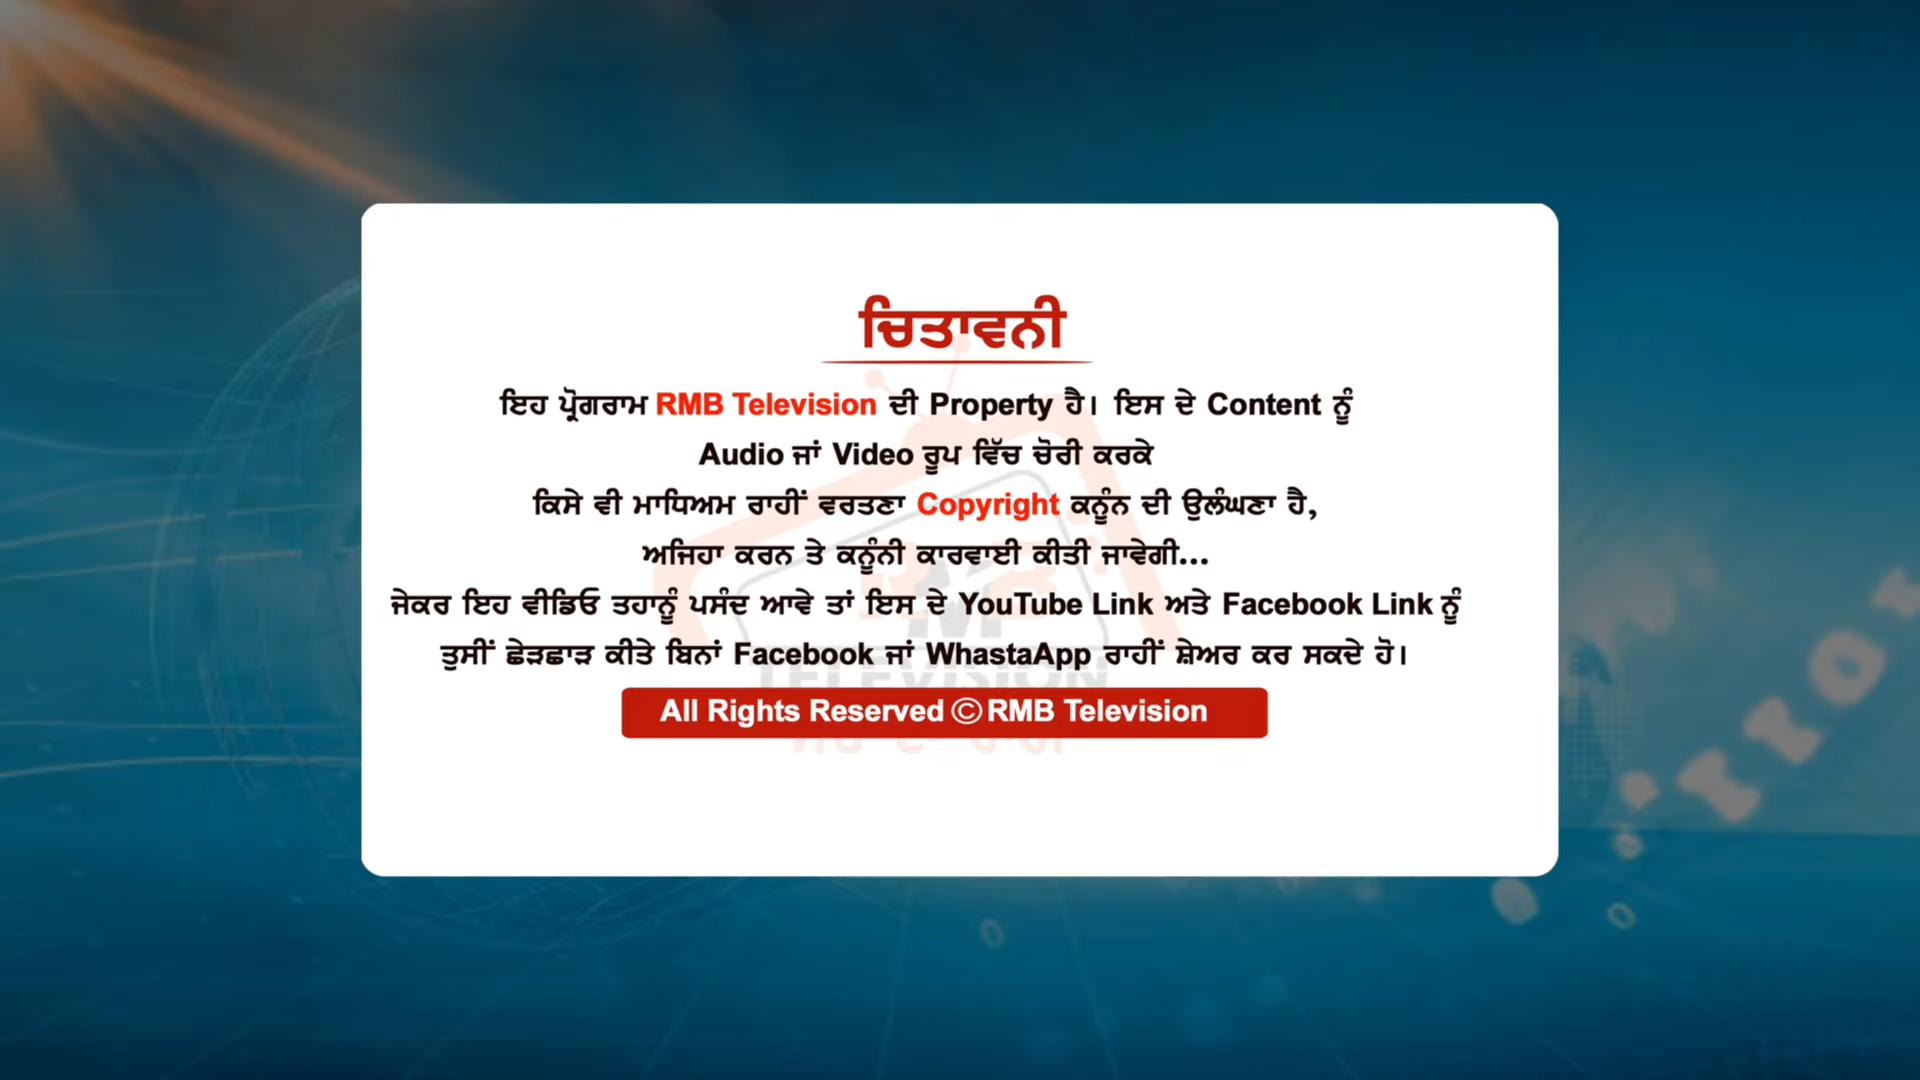 ਚਿਤਾਵਨੀ
ਇਹ ਪ੍ਰੋਗਰਾਮ RMB Television ਦੀ Property ਹੈ। ਇਸ ਦੇ Content ਨੂੰ
Audio ਜਾਂ Video ਰੂਪ ਵਿੱਚ ਚੋਰੀ ਕਰਕੇ
ਕਿਸੇ ਵੀ ਮਾਧਿਅਮ ਰਾਹੀਂ ਵਰਤਣਾ Copyright ਕਨੂੰਨ ਦੀ ਉਲੰਘਣਾ ਹੈ,
ਅਜਿਹਾ ਕਰਨ ਤੇ ਕਨੂੰਨੀ ਕਾਰਵਾਈ ਕੀਤੀ ਜਾਵੇਗੀ...
ਜੇਕਰ ਇਹ ਵੀਡਿਓ ਤਹਾਨੂੰ ਪਸੰਦ ਆਵੇ ਤਾਂ ਇਸ ਦੇ YouTube Link ਅਤੇ Facebook Link ਨੂੰ
ਤੁਸੀਂ ਛੇੜਛਾੜ ਕੀਤੇ ਬਿਨਾਂ Facebook ਜਾਂ WhastaApp ਰਾਹੀਂ ਸ਼ੇਅਰ ਕਰ ਸਕਦੇ ਹੋ।
TELEVISION
All Rights Reserved © RMB Television